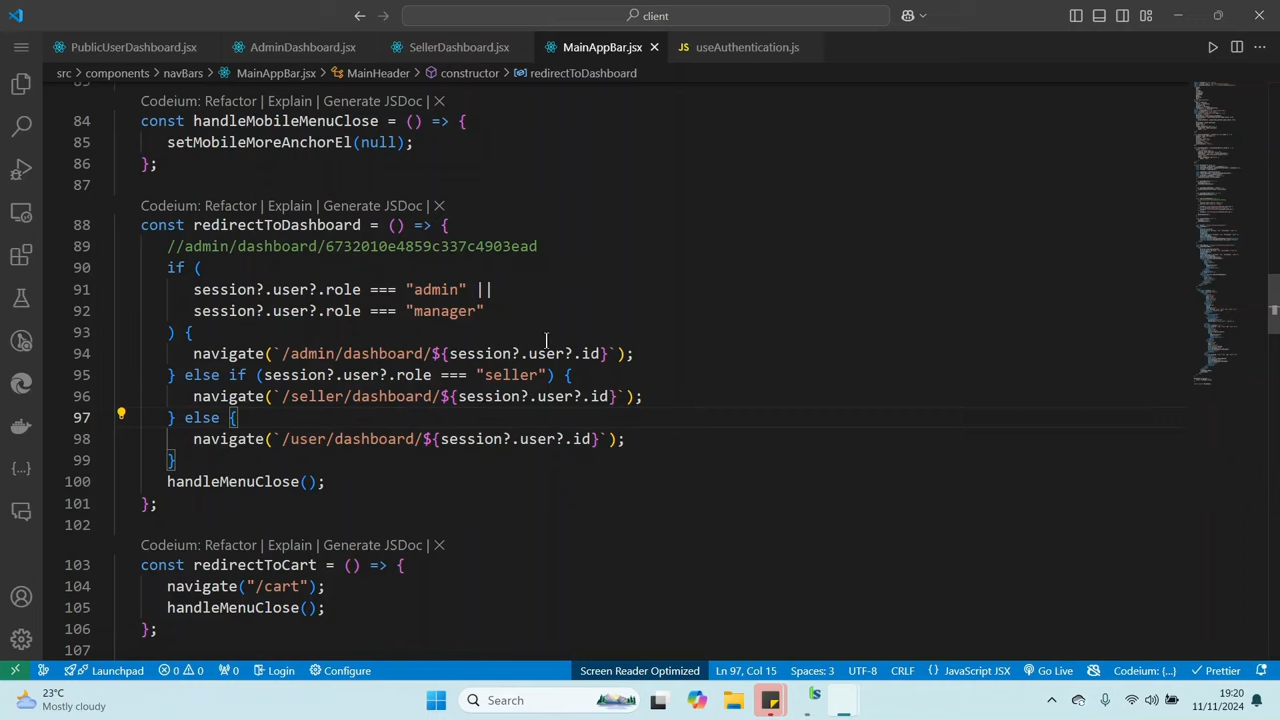 client
PublicUserDashboard.jsx
AdminDashboard.jsx
SellerDashboard.jsx
MainAppBar.jsx
JS useAuthentication.js
src > components > navBars > MainAppBar.jsx > MainHeader > constructor > redirectToDashboard
Codeium: Refactor | Explain | Generate JSDoc | X
84 const handleMobileMenuClose = () => {
85 setMobileMoreAnchorEl(null);
86 };
87
Codeium: Refactor | Explain | Generate JSDoc | X
88 const redirectToDashboard = () => {
89 //admin/dashboard/6732010e4859c337c4903ead
90 if (
91 session?.user?.role === "admin" ||
92 session?.user?.role === "manager"
93 ) {
94 navigate(`/admin/dashboard/${session?.user?.id}`);
95 } else if (session?.user?.role === "seller") {
96 navigate(`/seller/dashboard/${session?.user?.id}`);
97 } else {
98 navigate(`/user/dashboard/${session?.user?.id}`);
99 }
100 handleMenuClose();
101 };
102
Codeium: Refactor | Explain | Generate JSDoc | X
103 const redirectToCart = () => {
104 navigate("/cart");
105 handleMenuClose();
106 };
107
Launchpad 0 0 0 Login Configure Screen Reader Optimized Ln 97, Col 15 Spaces: 3 UTF-8 CRLF {} JavaScript JSX Go Live Codeium: {...} Prettier
23°C
Mostly cloudy
Search
19:20
11/11/2024